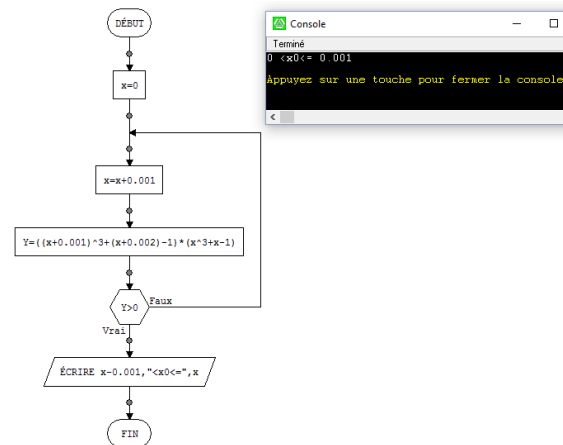 DÉBUT
x=0
x=x+0.001
Y=((x+0.001)^3+(x+0.002)-1)*(x^3+x-1)
Y>0
Faux
Vrai
ÉCRIRE x-0.001,"<x0<=",x
FIN
Console
Terminé
0 <x0<= 0.001
Appuyez sur une touche pour fermer la console